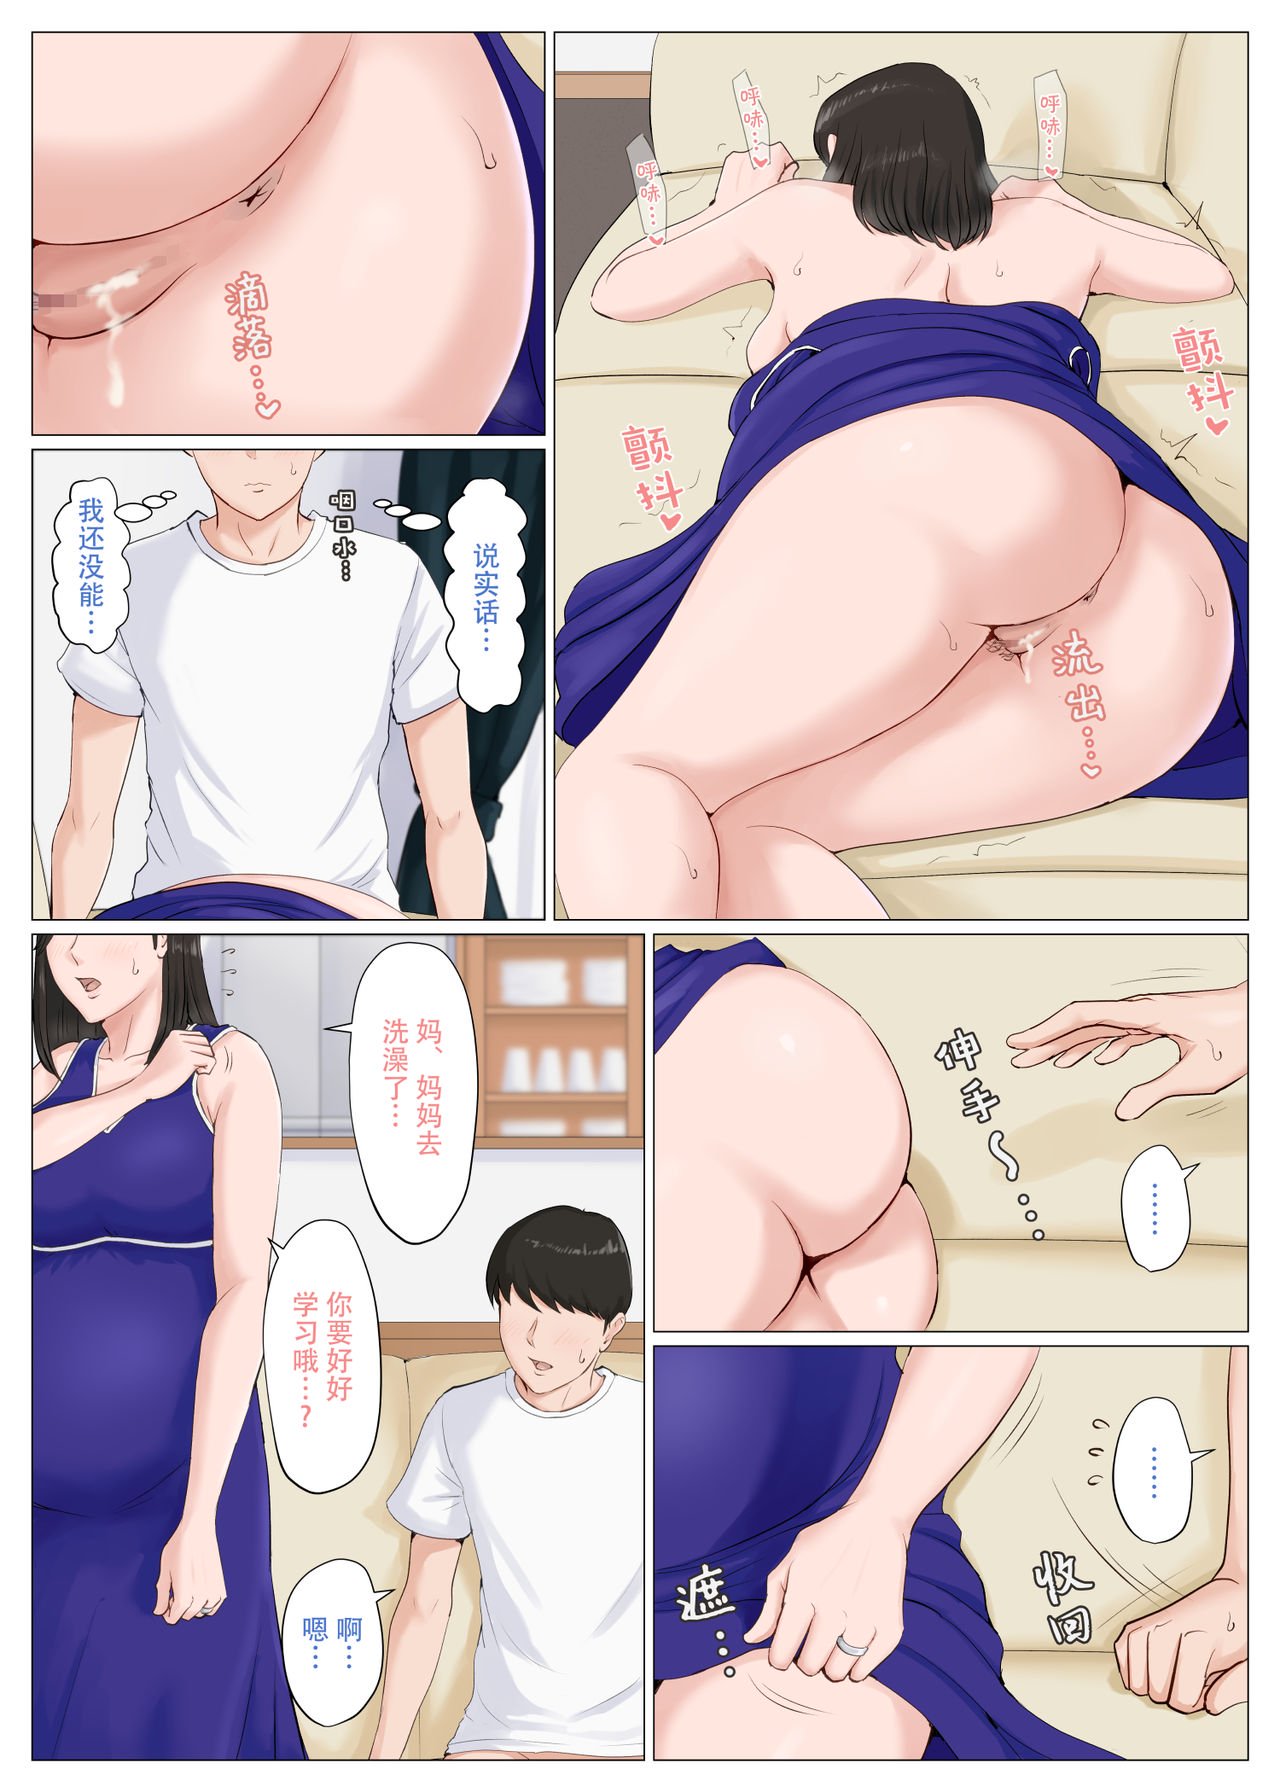 呼哧…
呼哧…
呼哧…
颤抖
颤抖
流出…
滴落…
说实话…
咽口水…
我还没能…
伸手～…
……
……
收回
遮…
妈、妈妈去
洗澡了…
你要好好
学习哦…?
啊…
嗯…